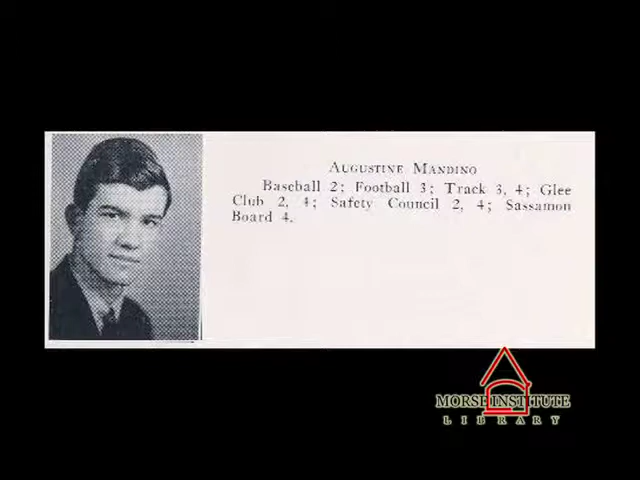 AUGUSTINE MANDINO
Baseball 2; Football 3; Track 3, 4; Glee
Club 2, 4; Safety Council 2, 4; Sassamon
Board 4.
MORSE INSTITUTE
LIBRARY